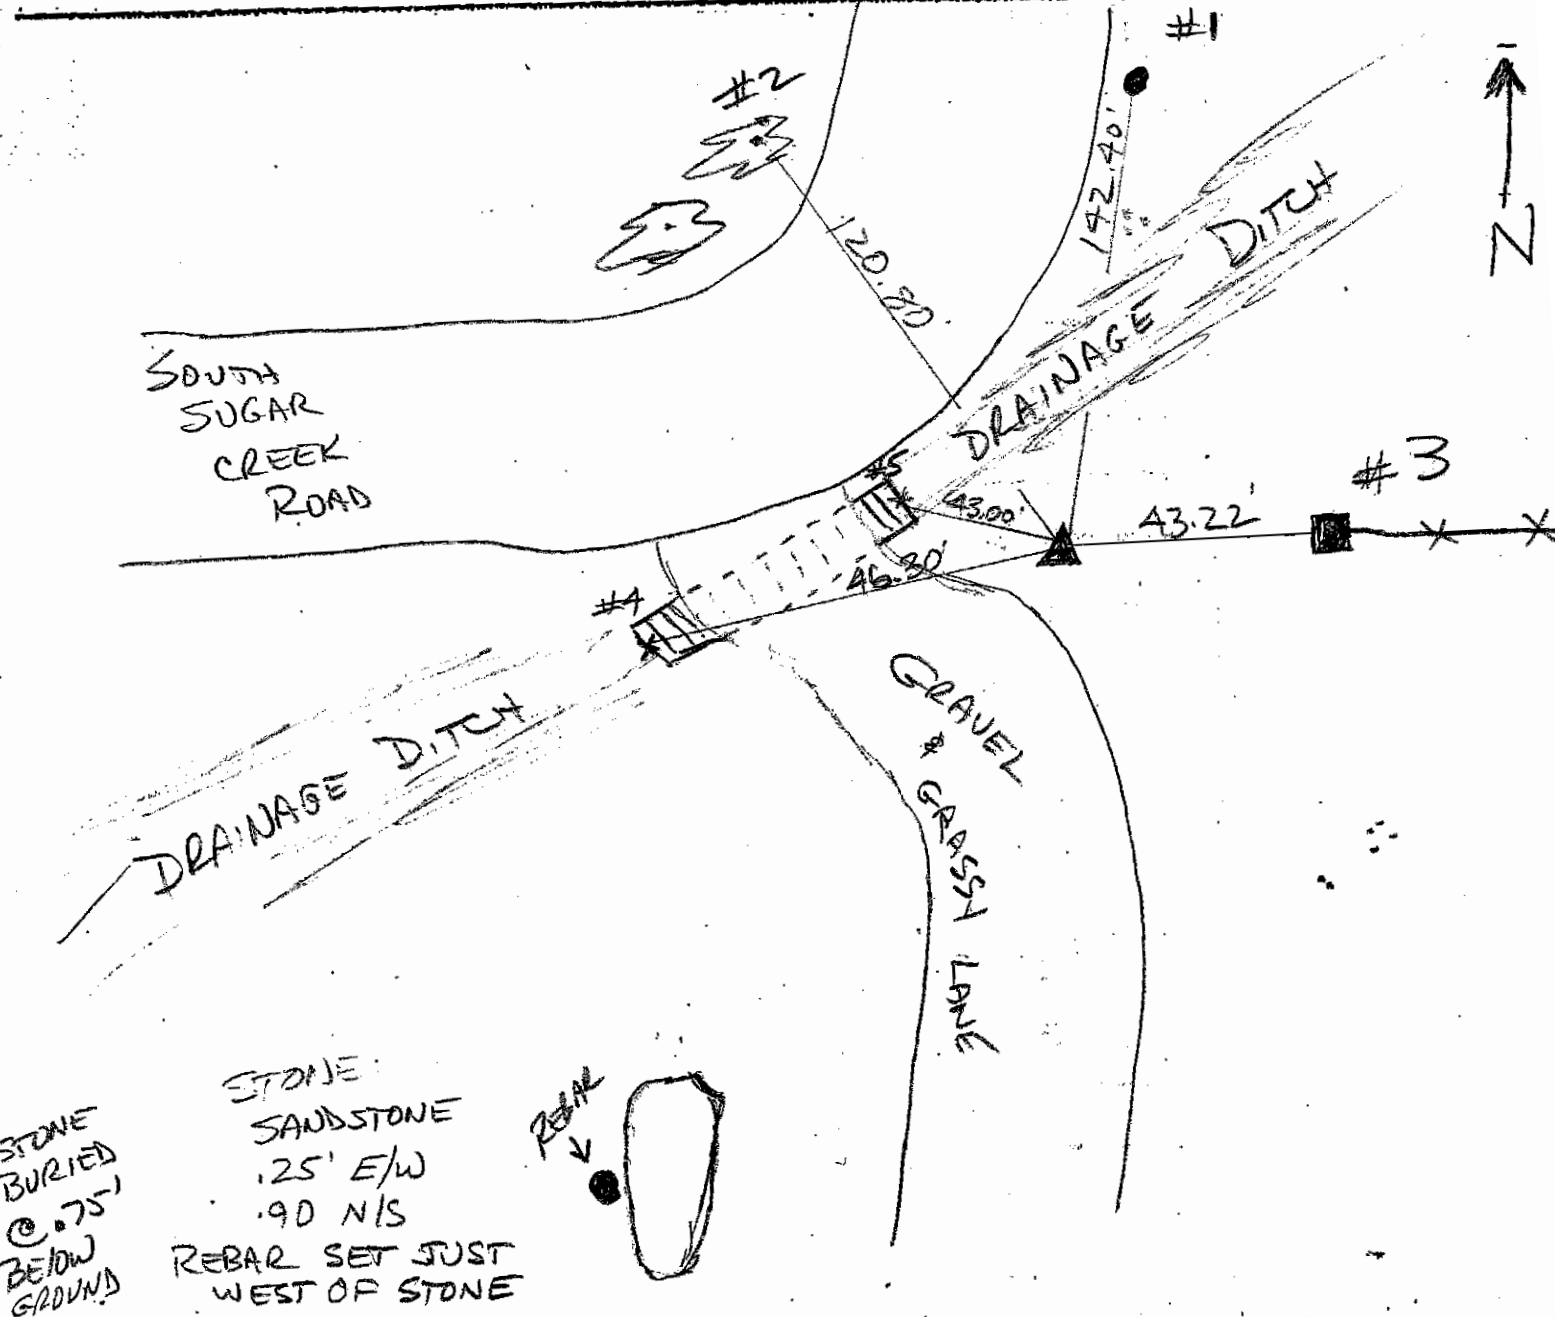 #1
#2
142.40'
N
120.80
DITCH
DRAINAGE
SOUTH
SUGAR
CREEK
ROAD
#5
#3
43.00'
43.22'
46.30'
#4
GRAVEL
& GRASSY LANE
DITCH
DRAINAGE
STONE
BURIED
@ .75'
BELOW
GROUND
STONE:
SANDSTONE
.25' E/W
.90 N/S
REBAR SET JUST
WEST OF STONE
REBAR